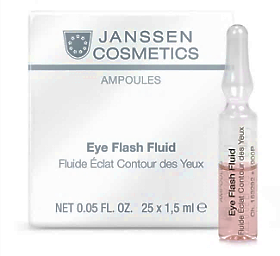 JANSSEN
COSMETICS
AMPOULES
Eye Flash Fluid
Fluide Éclat Contour des Yeux
NET 0.05 FL. OZ. 25 x 1,5 ml e
Eye Flash Fluid
Fluide Éclat Contour des Yeux